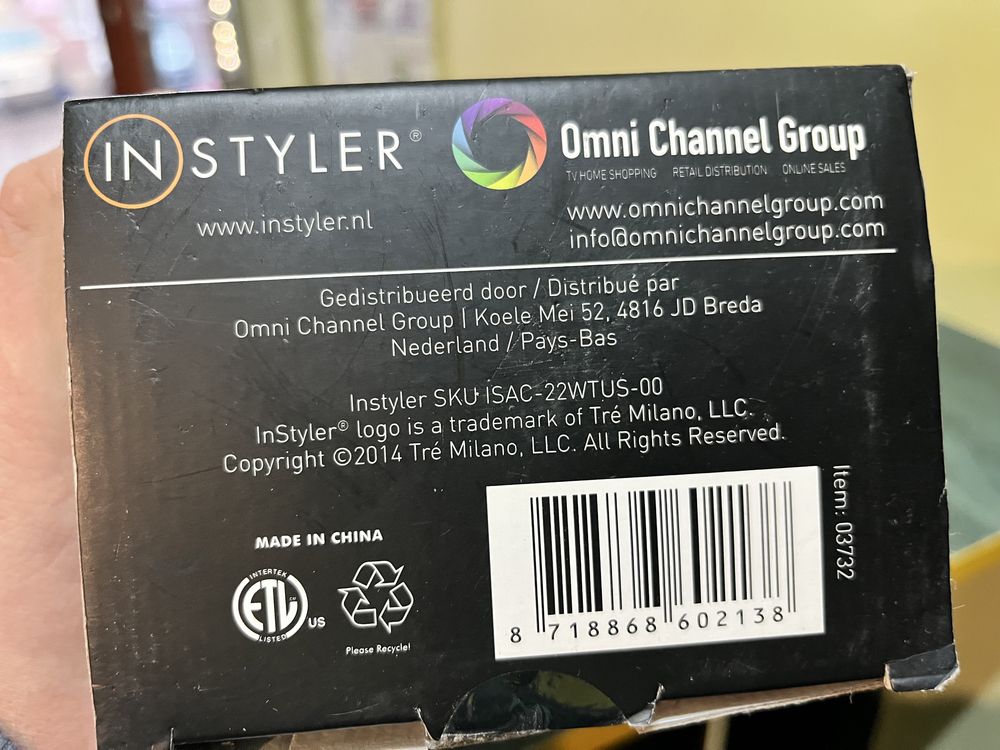 INSTYLER®
Omni Channel Group
TV HOME SHOPPING RETAIL DISTRIBUTION ONLINE SALES
www.instyler.nl
www.omnichannelgroup.com
info@omnichannelgroup.com
Gedistribueerd door / Distribué par
Omni Channel Group | Koele Mei 52, 4816 JD Breda
Nederland / Pays-Bas
Instyler SKU ISAC-22WTUS-00
InStyler® logo is a trademark of Tré Milano, LLC.
Copyright ©2014 Tré Milano, LLC. All Rights Reserved.
MADE IN CHINA
INTERTEK
ETL
LISTED
US
Please Recycle!
8 718868 602138
Item: 03732